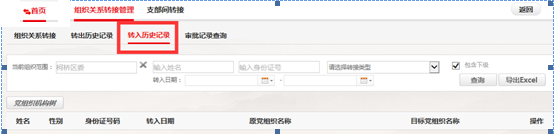 首页 组织关系转接管理 支部间转接 返回
组织关系转接 转出历史记录 转入历史记录 审批记录查询
当前组织范围： 柯桥区委 输入姓名 输入身份证号 请选择转接类型 包含下级
转入日期： - 查询 导出Excel
党组织机构树
姓名 性别 身份证号码 转入日期 原党组织名称 目标党组织名称 操作